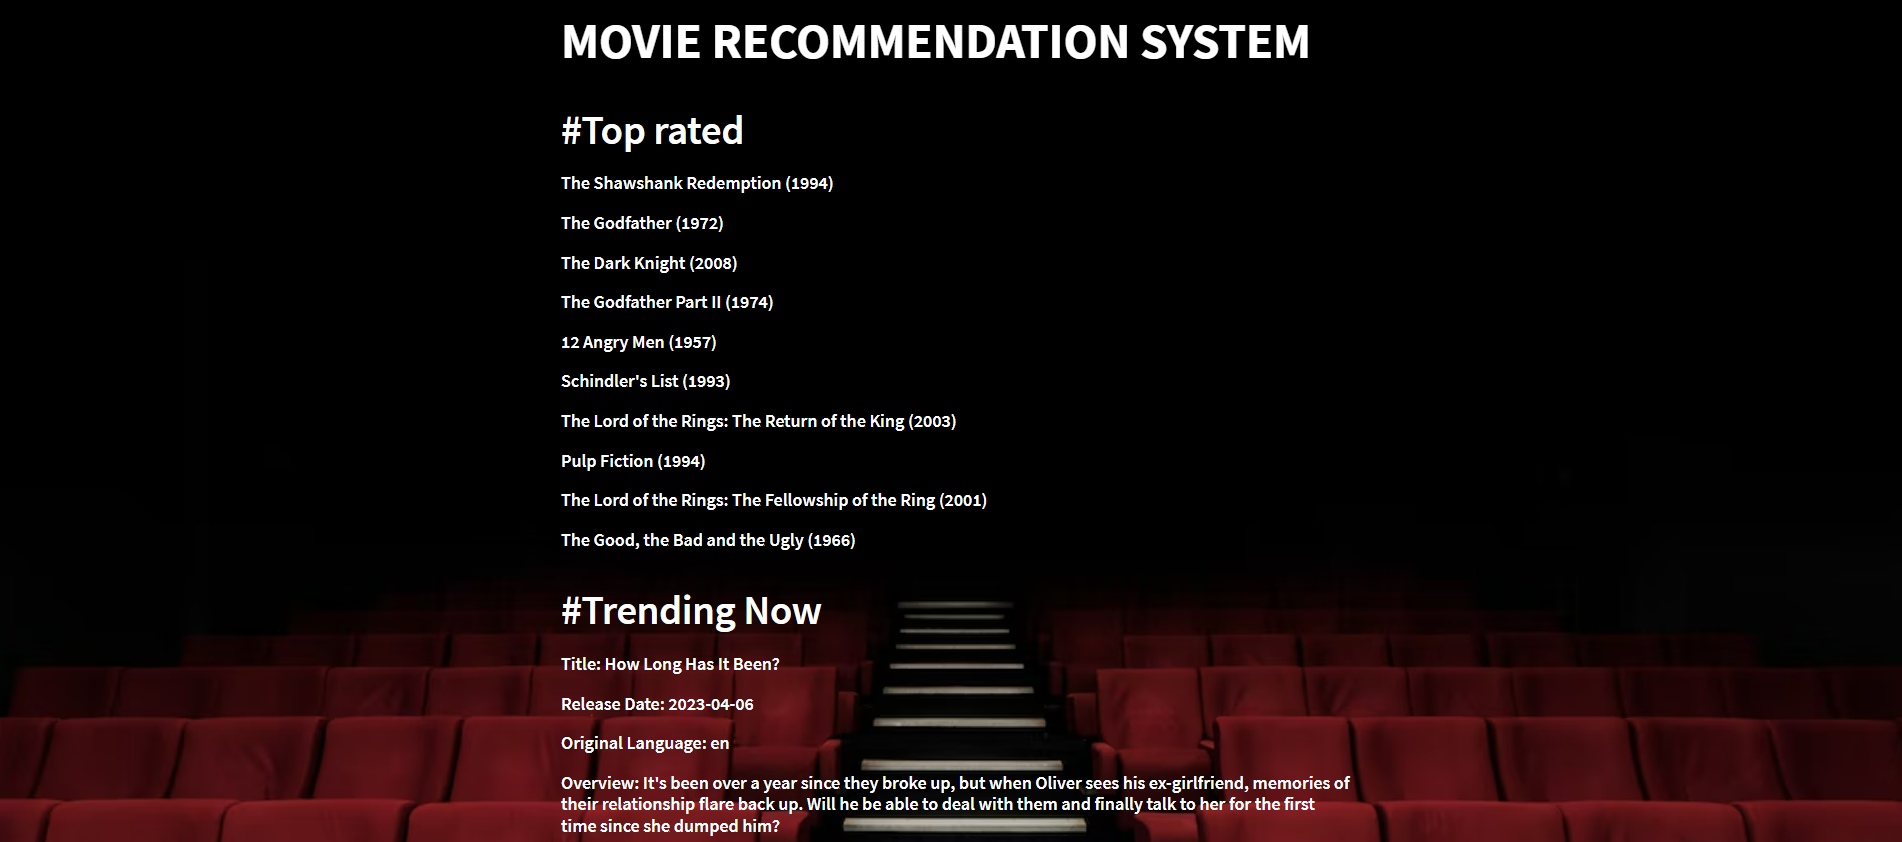 MOVIE RECOMMENDATION SYSTEM
#Top rated
The Shawshank Redemption (1994)
The Godfather (1972)
The Dark Knight (2008)
The Godfather Part II (1974)
12 Angry Men (1957)
Schindler's List (1993)
The Lord of the Rings: The Return of the King (2003)
Pulp Fiction (1994)
The Lord of the Rings: The Fellowship of the Ring (2001)
The Good, the Bad and the Ugly (1966)
#Trending Now
Title: How Long Has It Been?
Release Date: 2023-04-06
Original Language: en
Overview: It's been over a year since they broke up, but when Oliver sees his ex-girlfriend, memories of
their relationship flare back up. Will he be able to deal with them and finally talk to her for the first
time since she dumped him?